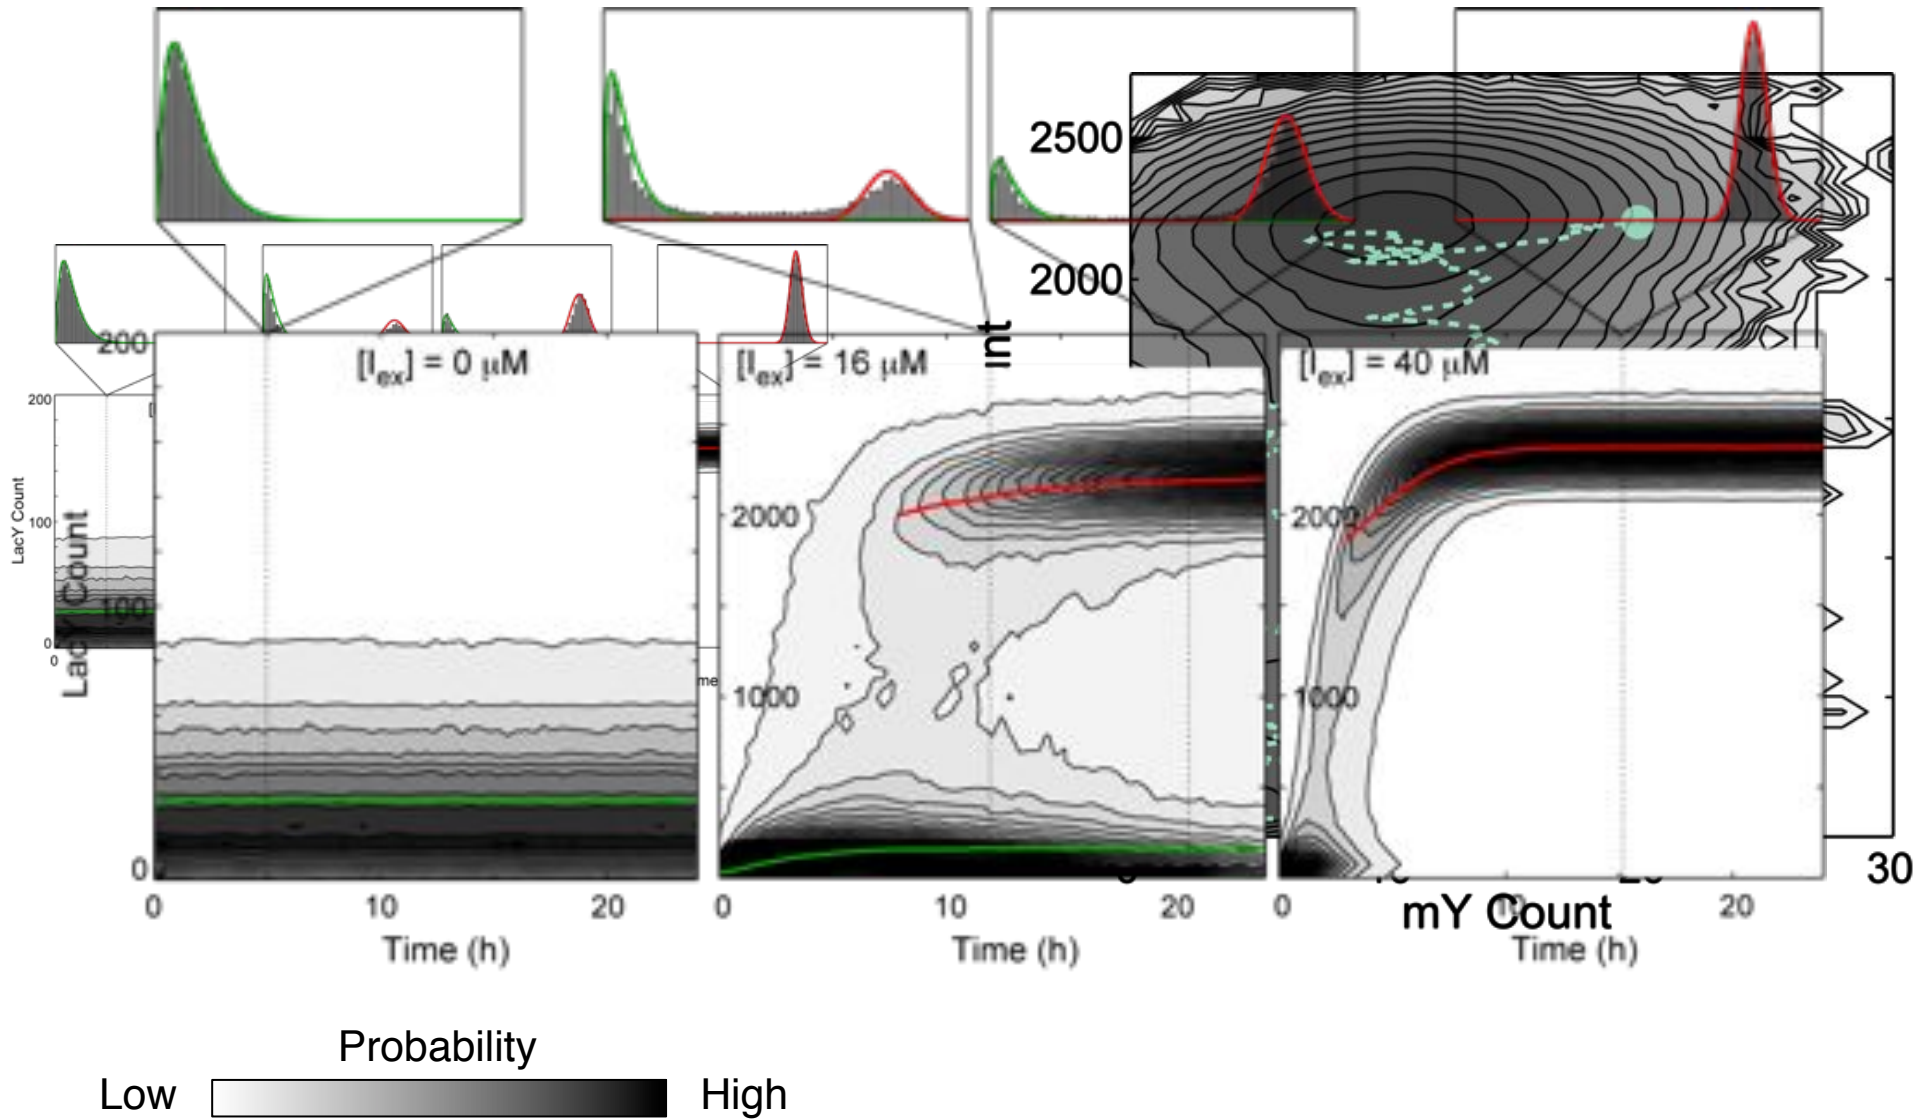 2500
2000
int
200
[Iex] = 0 μM
[Iex] = 16 μM
[Iex] = 40 μM
200
LacY Count
100
0
0
LacY Count
100
0
2000
1000
2000
1000
me
0
10
20
0
10
20
0
10
20
30
mY Count
Time (h)
Time (h)
Time (h)
Probability
Low
High